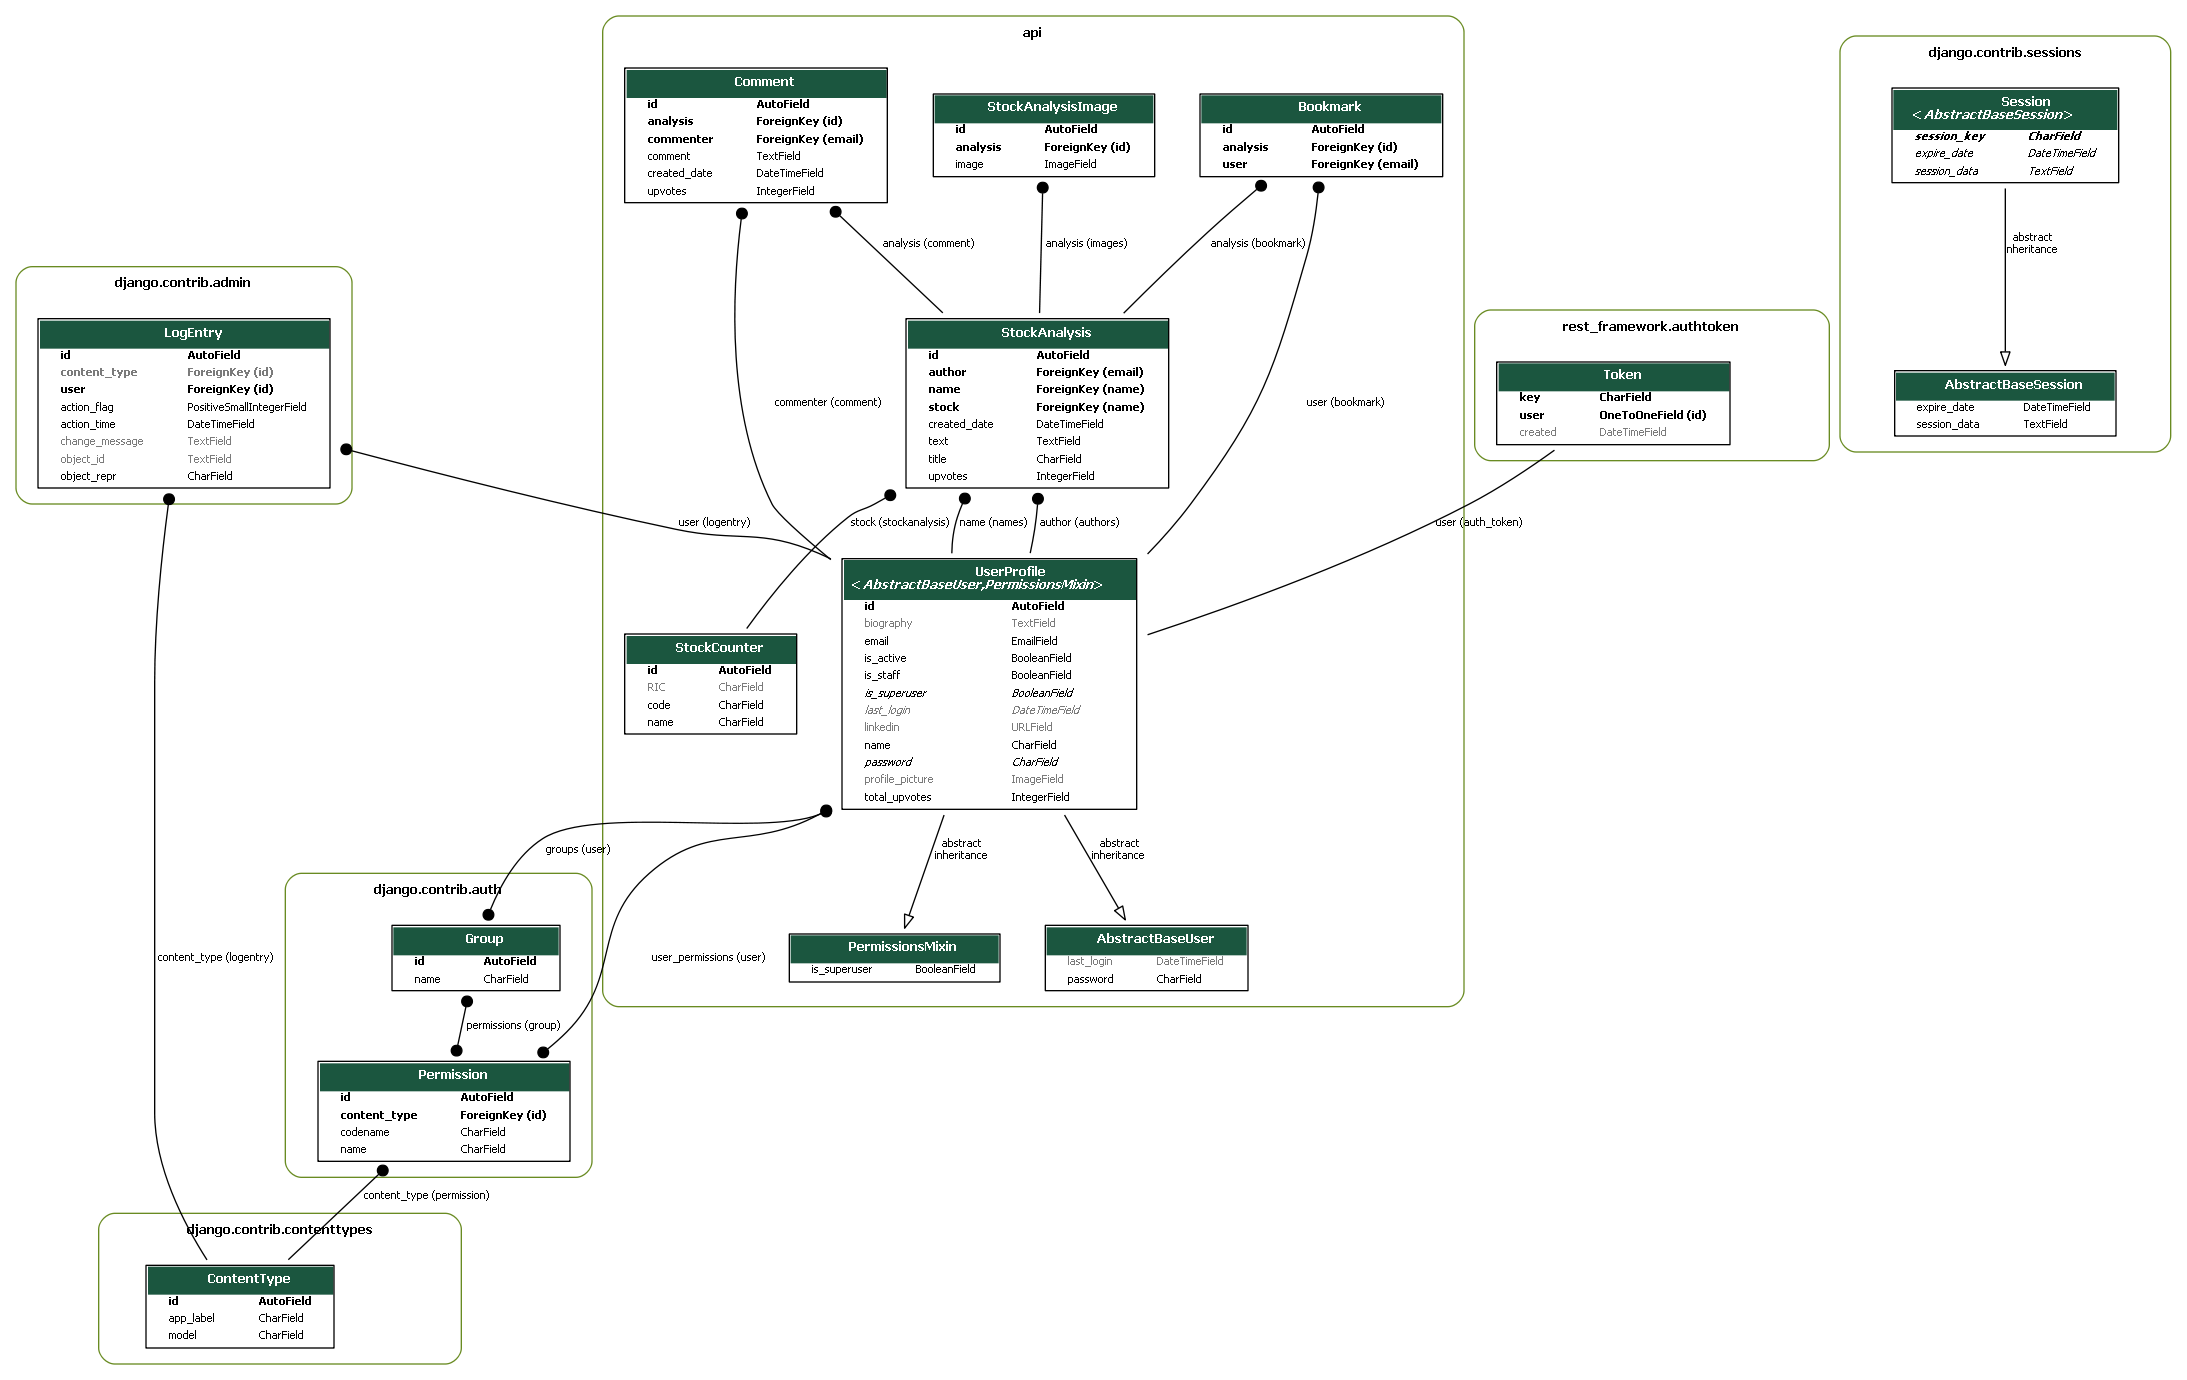 api
Comment
id AutoField
analysis ForeignKey (id)
commenter ForeignKey (email)
comment TextField
created_date DateTimeField
upvotes IntegerField
StockAnalysisImage
id AutoField
analysis ForeignKey (id)
image ImageField
Bookmark
id AutoField
analysis ForeignKey (id)
user ForeignKey (email)
django.contrib.sessions
Session
<AbstractBaseSession>
session_key CharField
expire_date DateTimeField
session_data TextField
abstract
inheritance
AbstractBaseSession
expire_date DateTimeField
session_data TextField
analysis (comment)
analysis (images)
analysis (bookmark)
django.contrib.admin
LogEntry
id AutoField
content_type ForeignKey (id)
user ForeignKey (id)
action_flag PositiveSmallIntegerField
action_time DateTimeField
change_message TextField
object_id TextField
object_repr CharField
StockAnalysis
id AutoField
author ForeignKey (email)
name ForeignKey (name)
stock ForeignKey (name)
created_date DateTimeField
text TextField
title CharField
upvotes IntegerField
rest_framework.authtoken
Token
key CharField
user OneToOneField (id)
created DateTimeField
commenter (comment)
user (bookmark)
user (logentry)
stock (stockanalysis)
name (names)
author (authors)
user (auth_token)
UserProfile
<AbstractBaseUser,PermissionsMixin>
id AutoField
biography TextField
email EmailField
is_active BooleanField
is_staff BooleanField
is_superuser BooleanField
last_login DateTimeField
linkedin URLField
name CharField
password CharField
profile_picture ImageField
total_upvotes IntegerField
StockCounter
id AutoField
RIC CharField
code CharField
name CharField
groups (user)
abstract
inheritance
abstract
inheritance
django.contrib.auth
Group
id AutoField
name CharField
PermissionsMixin
is_superuser BooleanField
AbstractBaseUser
last_login DateTimeField
password CharField
content_type (logentry)
user_permissions (user)
permissions (group)
Permission
id AutoField
content_type ForeignKey (id)
codename CharField
name CharField
content_type (permission)
django.contrib.contenttypes
ContentType
id AutoField
app_label CharField
model CharField